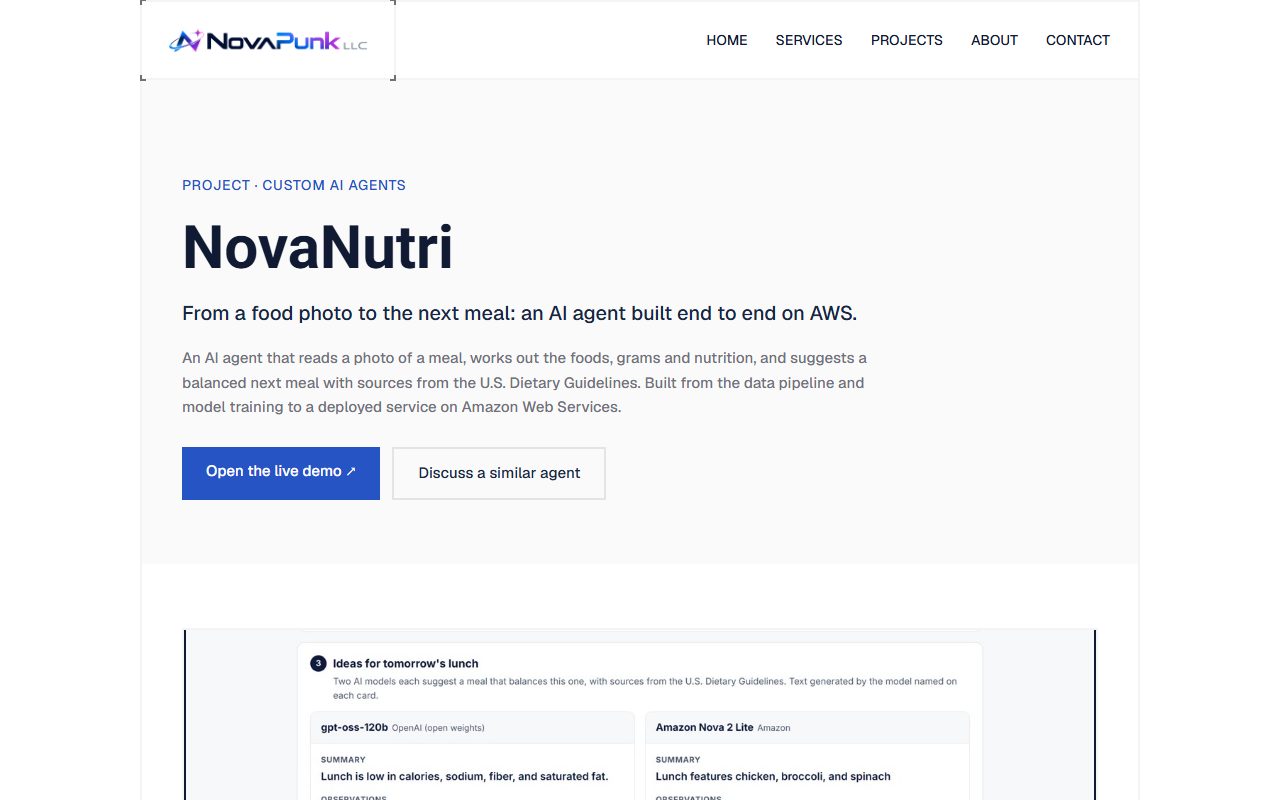 NovaPunk LLC
HOME SERVICES PROJECTS ABOUT CONTACT
PROJECT · CUSTOM AI AGENTS
NovaNutri
From a food photo to the next meal: an AI agent built end to end on AWS.
An AI agent that reads a photo of a meal, works out the foods, grams and nutrition, and suggests a
balanced next meal with sources from the U.S. Dietary Guidelines. Built from the data pipeline and
model training to a deployed service on Amazon Web Services.
Open the live demo ↗
Discuss a similar agent
3 Ideas for tomorrow's lunch
Two AI models each suggest a meal that balances this one, with sources from the U.S. Dietary Guidelines. Text generated by the model named on
each card.
gpt-oss-120b OpenAI (open weights)
SUMMARY
Lunch is low in calories, sodium, fiber, and saturated fat.
OBSERVATIONS
Amazon Nova 2 Lite Amazon
SUMMARY
Lunch features chicken, broccoli, and spinach
OBSERVATIONS